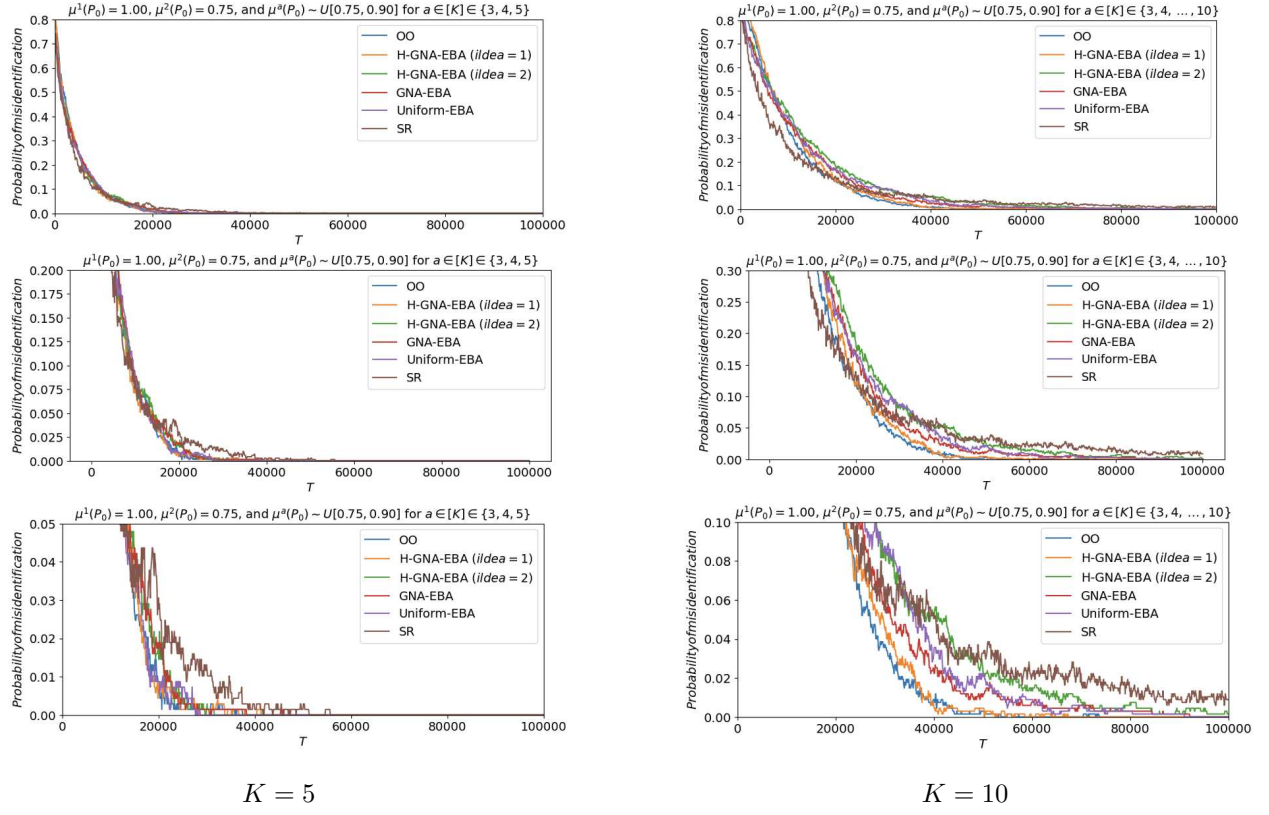 μ¹(P₀) = 1.00, μ²(P₀) = 0.75, and μᵃ(P₀) ~ U[0.75, 0.90] for a ∈ [K] ∈ {3, 4, 5}
Probabilityofmisidentification
0.8
0.7
0.6
0.5
0.4
0.3
0.2
0.1
0.0
OO
H-GNA-EBA (iIdea = 1)
H-GNA-EBA (iIdea = 2)
GNA-EBA
Uniform-EBA
SR
0 20000 40000 60000 80000 100000
T
μ¹(P₀) = 1.00, μ²(P₀) = 0.75, and μᵃ(P₀) ~ U[0.75, 0.90] for a ∈ [K] ∈ {3, 4, ..., 10}
Probabilityofmisidentification
0.8
0.7
0.6
0.5
0.4
0.3
0.2
0.1
0.0
OO
H-GNA-EBA (iIdea = 1)
H-GNA-EBA (iIdea = 2)
GNA-EBA
Uniform-EBA
SR
0 20000 40000 60000 80000 100000
T
μ¹(P₀) = 1.00, μ²(P₀) = 0.75, and μᵃ(P₀) ~ U[0.75, 0.90] for a ∈ [K] ∈ {3, 4, 5}
Probabilityofmisidentification
0.200
0.175
0.150
0.125
0.100
0.075
0.050
0.025
0.000
OO
H-GNA-EBA (iIdea = 1)
H-GNA-EBA (iIdea = 2)
GNA-EBA
Uniform-EBA
SR
0 20000 40000 60000 80000 100000
T
μ¹(P₀) = 1.00, μ²(P₀) = 0.75, and μᵃ(P₀) ~ U[0.75, 0.90] for a ∈ [K] ∈ {3, 4, ..., 10}
Probabilityofmisidentification
0.30
0.25
0.20
0.15
0.10
0.05
0.00
OO
H-GNA-EBA (iIdea = 1)
H-GNA-EBA (iIdea = 2)
GNA-EBA
Uniform-EBA
SR
0 20000 40000 60000 80000 100000
T
μ¹(P₀) = 1.00, μ²(P₀) = 0.75, and μᵃ(P₀) ~ U[0.75, 0.90] for a ∈ [K] ∈ {3, 4, 5}
Probabilityofmisidentification
0.05
0.04
0.03
0.02
0.01
0.00
OO
H-GNA-EBA (iIdea = 1)
H-GNA-EBA (iIdea = 2)
GNA-EBA
Uniform-EBA
SR
0 20000 40000 60000 80000 100000
T
μ¹(P₀) = 1.00, μ²(P₀) = 0.75, and μᵃ(P₀) ~ U[0.75, 0.90] for a ∈ [K] ∈ {3, 4, ..., 10}
Probabilityofmisidentification
0.10
0.08
0.06
0.04
0.02
0.00
OO
H-GNA-EBA (iIdea = 1)
H-GNA-EBA (iIdea = 2)
GNA-EBA
Uniform-EBA
SR
0 20000 40000 60000 80000 100000
T
K = 5
K = 10